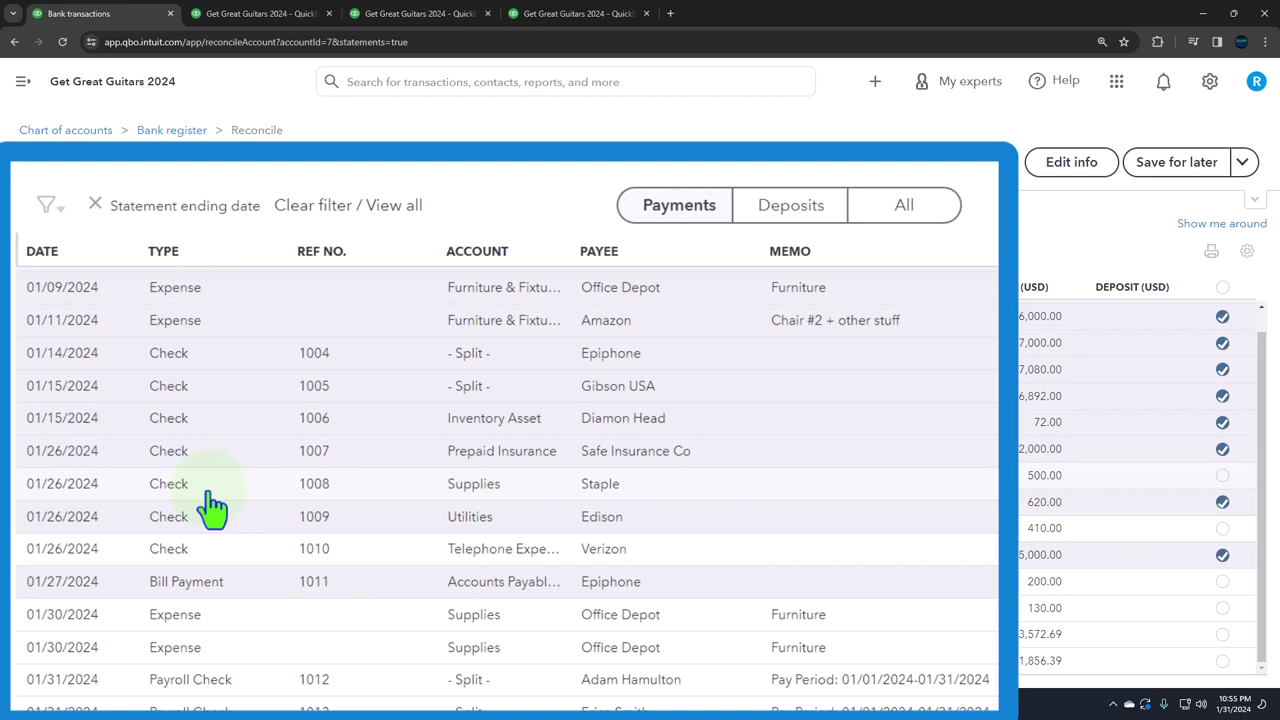 Bank transactions
Get Great Guitars 2024 - Quick
Get Great Guitars 2024 - Quick
Get Great Guitars 2024 - Quick
app.qbo.intuit.com/app/reconcileAccount?accountId=7&statements=true
Get Great Guitars 2024
Search for transactions, contacts, reports, and more
My experts
Help
R
Chart of accounts > Bank register > Reconcile
Edit info
Save for later
Show me around
Statement ending date
Clear filter / View all
Payments
Deposits
All
DATE TYPE REF NO. ACCOUNT PAYEE MEMO
01/09/2024 Expense Furniture & Fixtu... Office Depot Furniture
01/11/2024 Expense Furniture & Fixtu... Amazon Chair #2 + other stuff
01/14/2024 Check 1004 - Split - Epiphone
01/15/2024 Check 1005 - Split - Gibson USA
01/15/2024 Check 1006 Inventory Asset Diamon Head
01/26/2024 Check 1007 Prepaid Insurance Safe Insurance Co
01/26/2024 Check 1008 Supplies Staple
01/26/2024 Check 1009 Utilities Edison
01/26/2024 Check 1010 Telephone Expe... Verizon
01/27/2024 Bill Payment 1011 Accounts Payabl... Epiphone
01/30/2024 Expense Supplies Office Depot Furniture
01/30/2024 Expense Supplies Office Depot Furniture
01/31/2024 Payroll Check 1012 - Split - Adam Hamilton Pay Period: 01/01/2024-01/31/2024
(USD) DEPOSIT (USD)
6,000.00
7,000.00
7,080.00
6,892.00
72.00
2,000.00
500.00
620.00
410.00
5,000.00
200.00
130.00
3,572.69
1,856.39
10:55 PM
1/31/2024